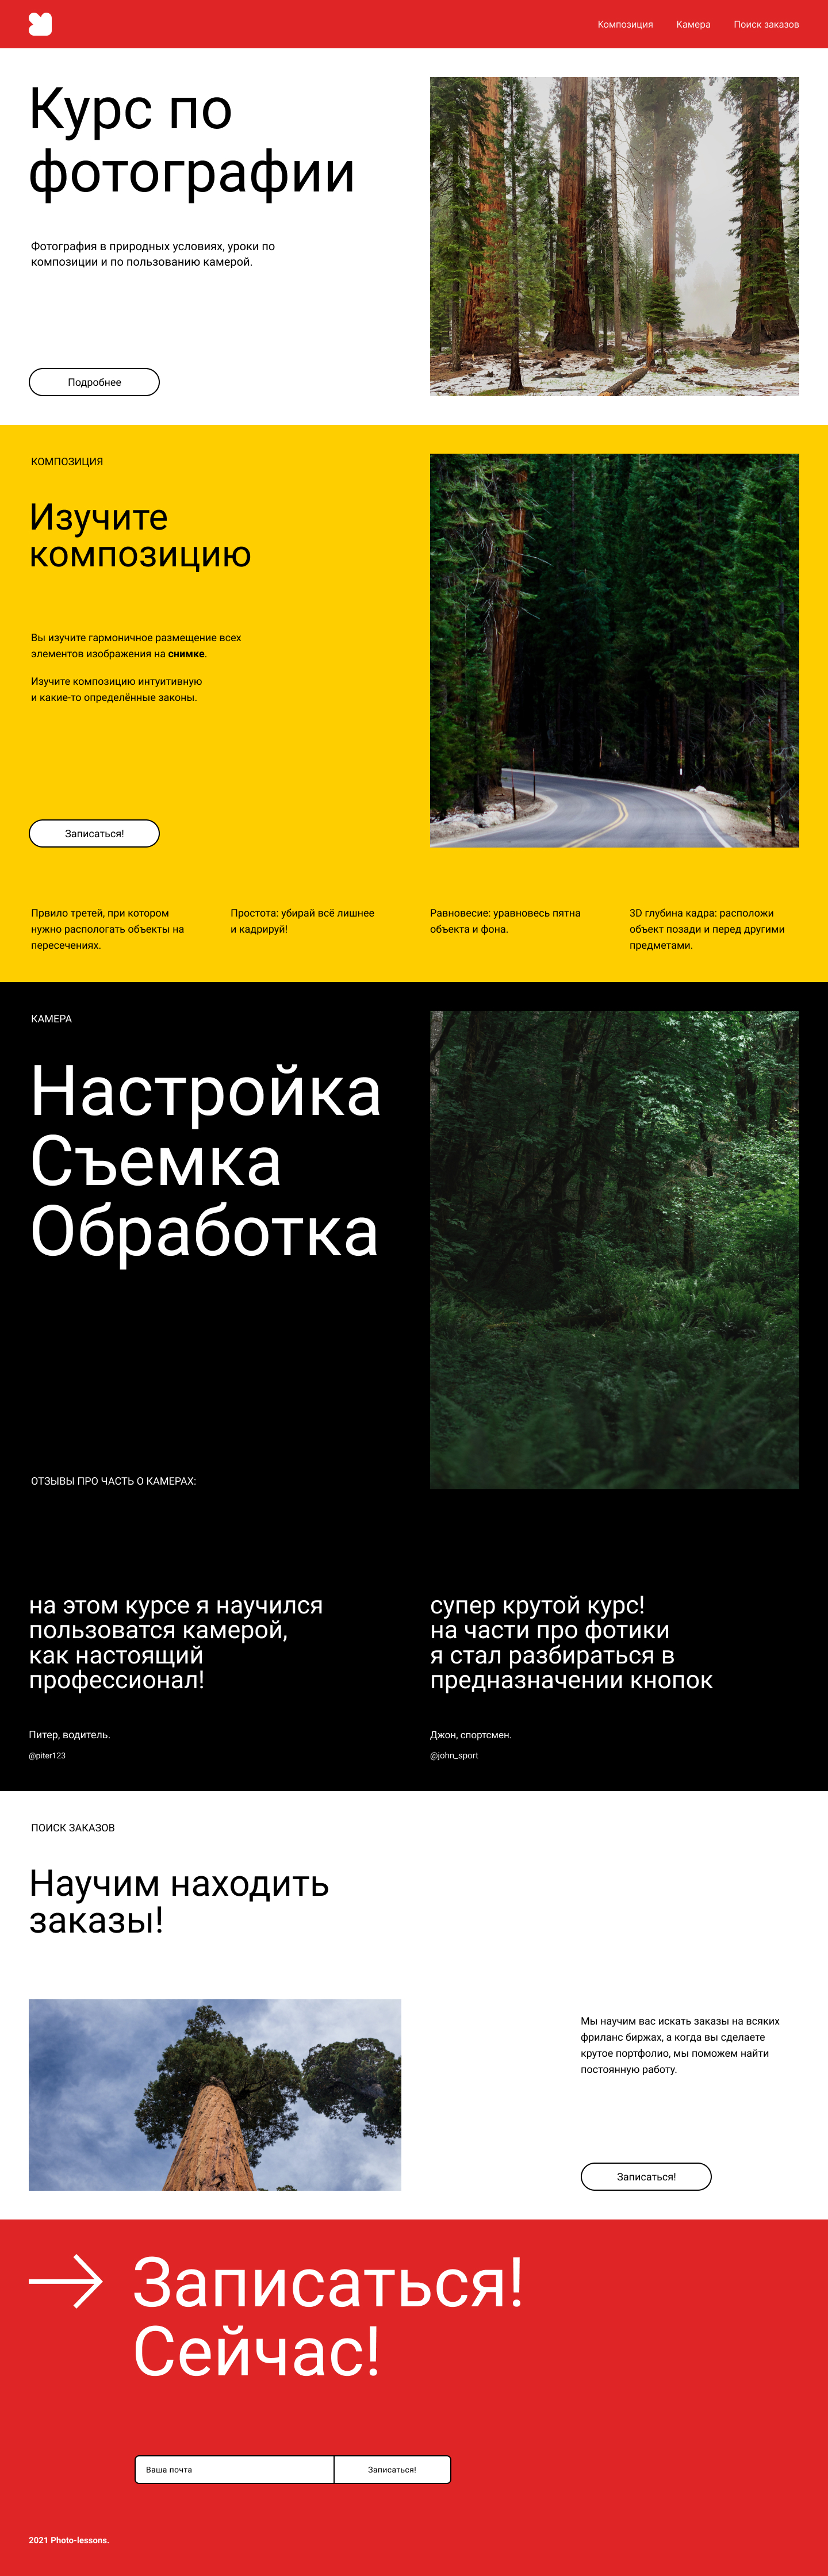 Композиция
Камера
Поиск заказов
Курс по
фотографии
Фотография в природных условиях, уроки по
композиции и по пользованию камерой.
Подробнее
КОМПОЗИЦИЯ
Изучите
композицию
Вы изучите гармоничное размещение всех
элементов изображения на снимке.
Изучите композицию интуитивную
и какие-то определённые законы.
Записаться!
Првило третей, при котором
нужно распологать объекты на
пересечениях.
Простота: убирай всё лишнее
и кадрируй!
Равновесие: уравновесь пятна
объекта и фона.
3D глубина кадра: расположи
объект позади и перед другими
предметами.
КАМЕРА
Настройка
Съемка
Обработка
ОТЗЫВЫ ПРО ЧАСТЬ О КАМЕРАХ:
на этом курсе я научился
пользоватся камерой,
как настоящий
профессионал!
Питер, водитель.
@piter123
супер крутой курс!
на части про фотики
я стал разбираться в
предназначении кнопок
Джон, спортсмен.
@john_sport
ПОИСК ЗАКАЗОВ
Научим находить
заказы!
Мы научим вас искать заказы на всяких
фриланс биржах, а когда вы сделаете
крутое портфолио, мы поможем найти
постоянную работу.
Записаться!
Записаться!
Сейчас!
Ваша почта
Записаться!
2021 Photo-lessons.